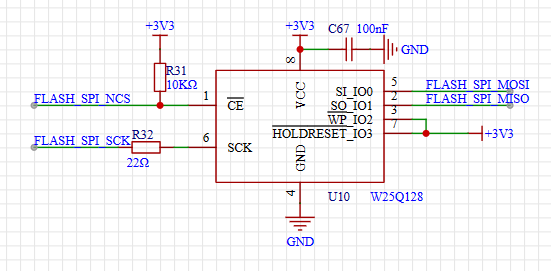 +3V3
+3V3
C67 100nF
GND
8
R31
10KΩ
VCC
FLASH_SPI_NCS
1
CE
SI_IO0
5
FLASH_SPI_MOSI
SO_IO1
2
FLASH_SPI_MISO
WP_IO2
3
HOLDRESET_IO3
7
+3V3
FLASH_SPI_SCK
R32
22Ω
6
SCK
GND
4
U10
W25Q128
GND